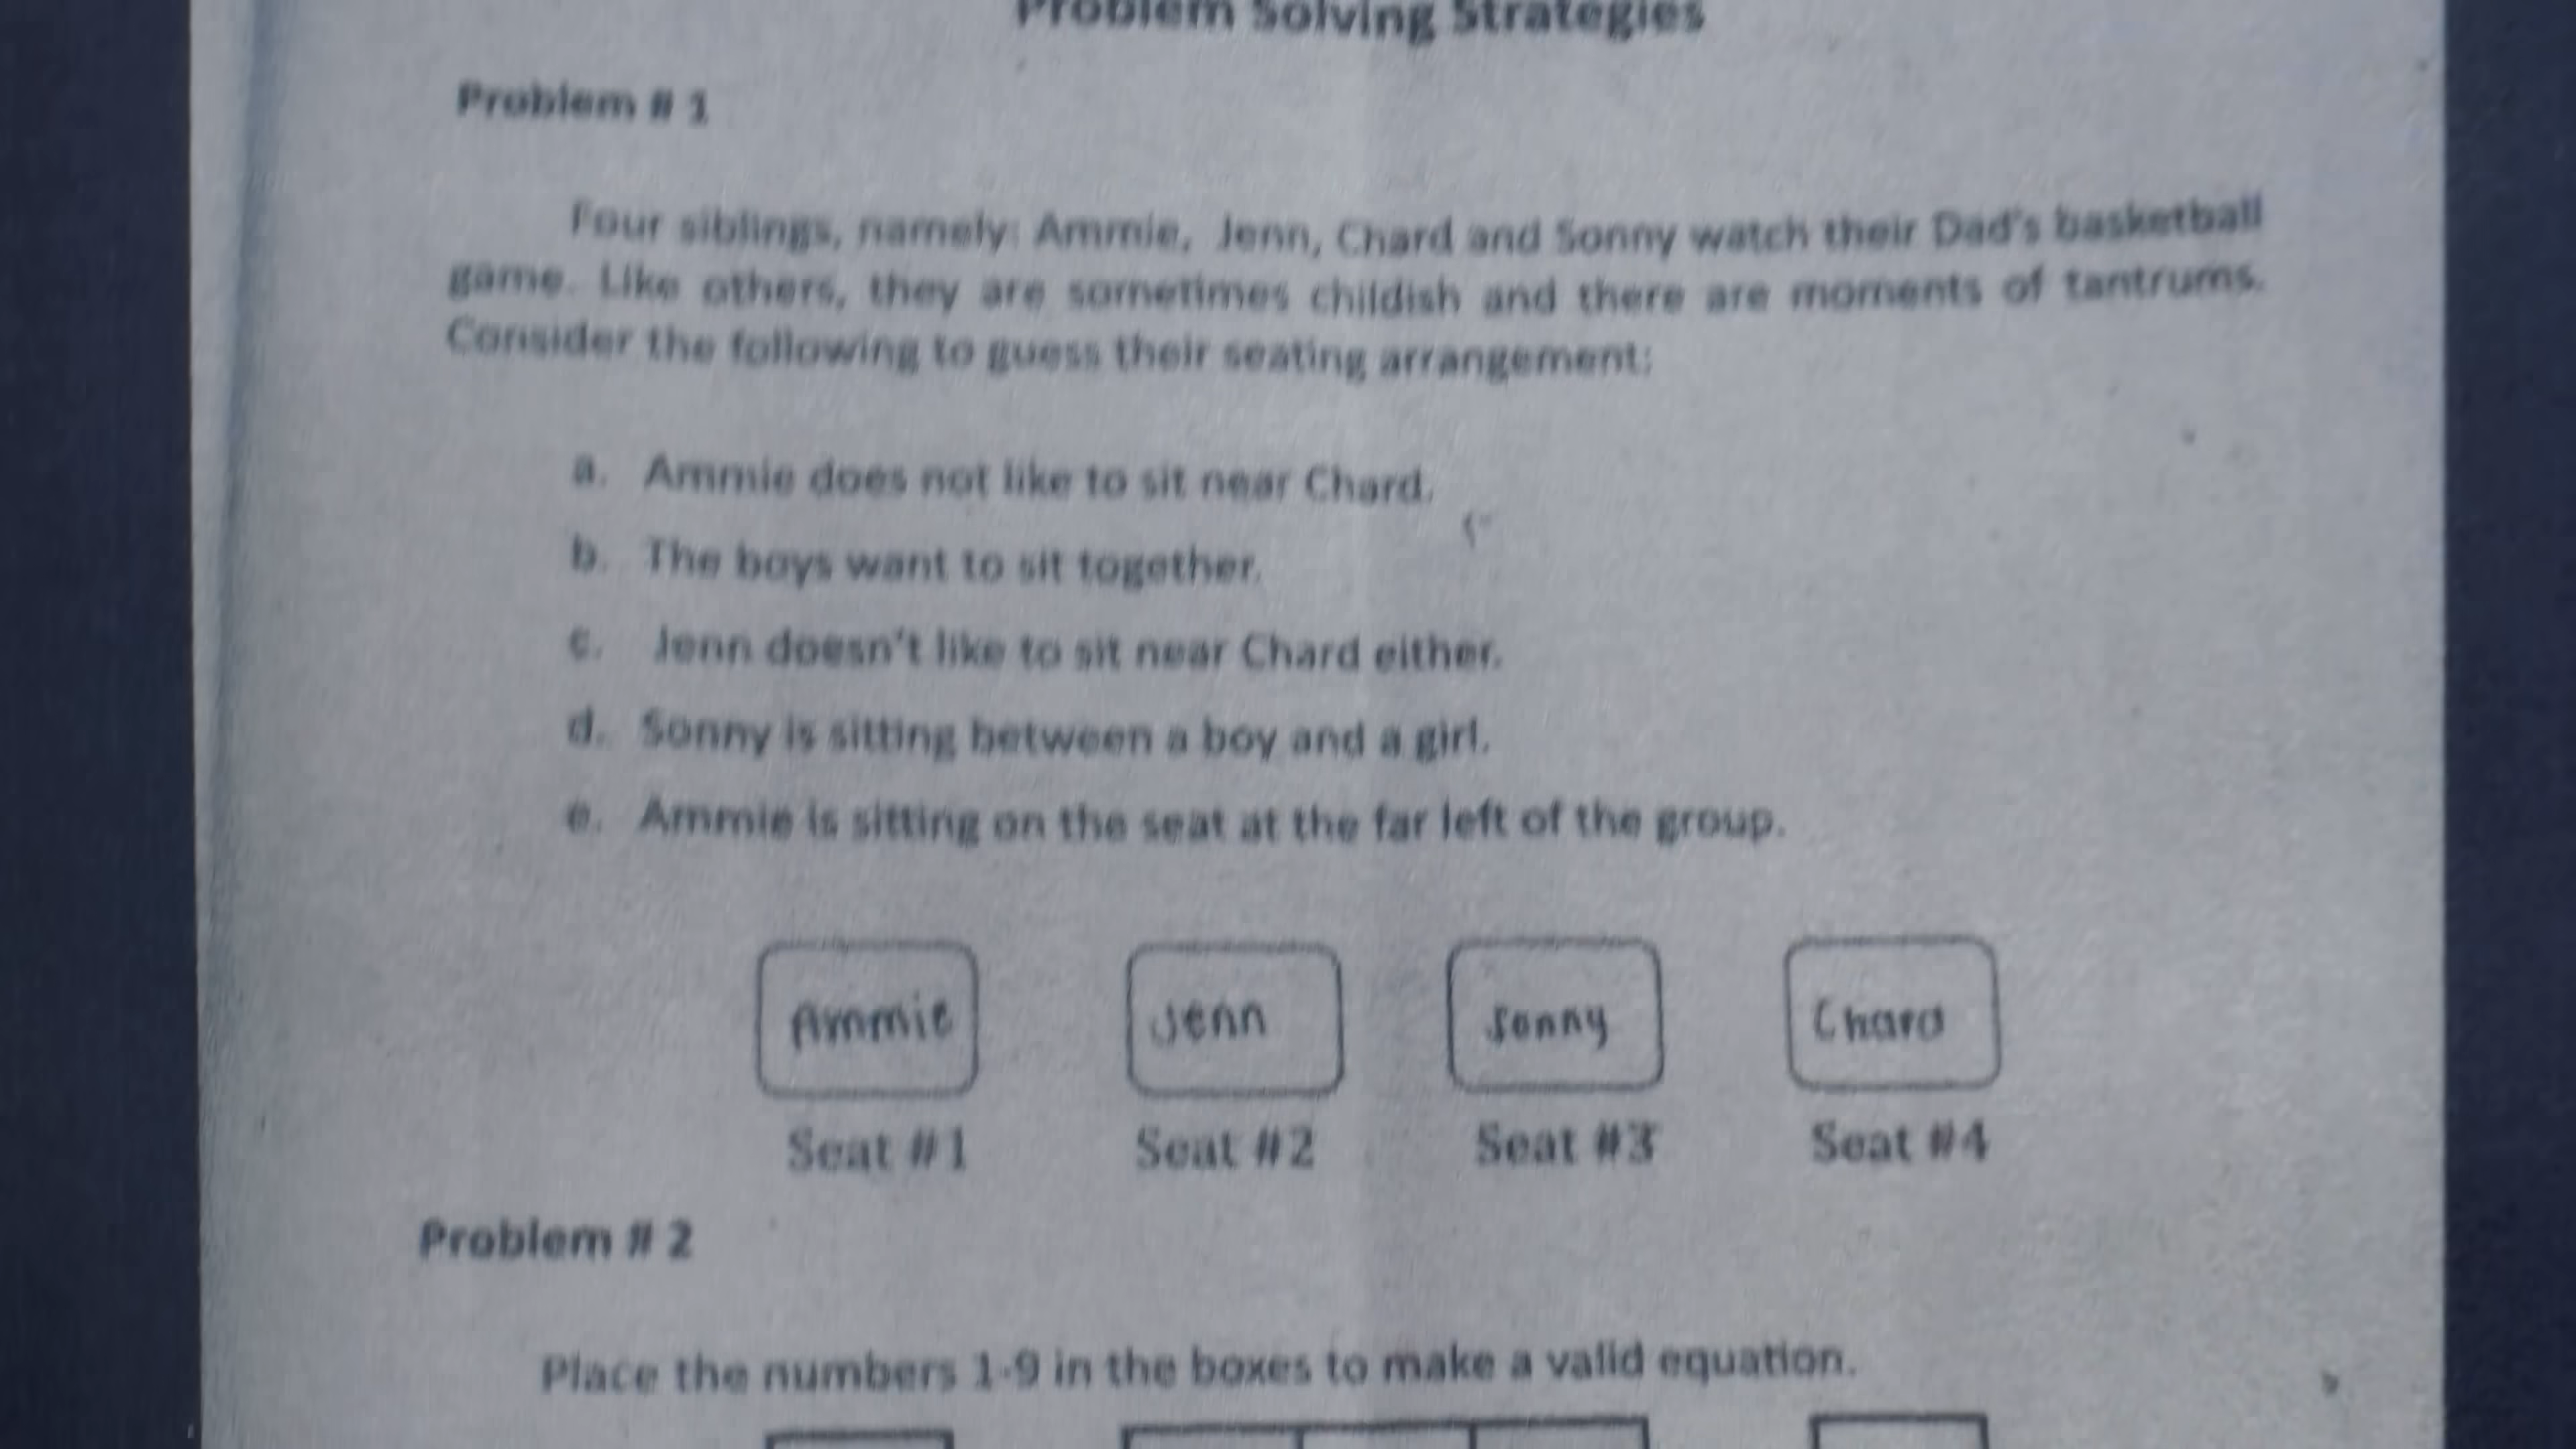 Problem Solving Strategies
Problem # 1
Four siblings, namely: Ammie, Jenn, Chard and Sonny watch their Dad's basketball
game. Like others, they are sometimes childish and there are moments of tantrums.
Consider the following to guess their seating arrangement:
a. Ammie does not like to sit near Chard.
b. The boys want to sit together.
c. Jenn doesn't like to sit near Chard either.
d. Sonny is sitting between a boy and a girl.
e. Ammie is sitting on the seat at the far left of the group.
Ammie Jenn Sonny Chard
Seat #1 Seat #2 Seat #3 Seat #4
Problem # 2
Place the numbers 1-9 in the boxes to make a valid equation.